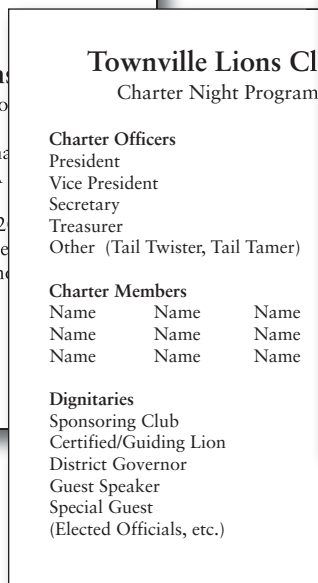 Townville Lions Cl
Charter Night Program
Charter Officers
President
Vice President
Secretary
Treasurer
Other (Tail Twister, Tail Tamer)
Charter Members
Name Name Name
Name Name Name
Name Name Name
Dignitaries
Sponsoring Club
Certified/Guiding Lion
District Governor
Guest Speaker
Special Guest
(Elected Officials, etc.)